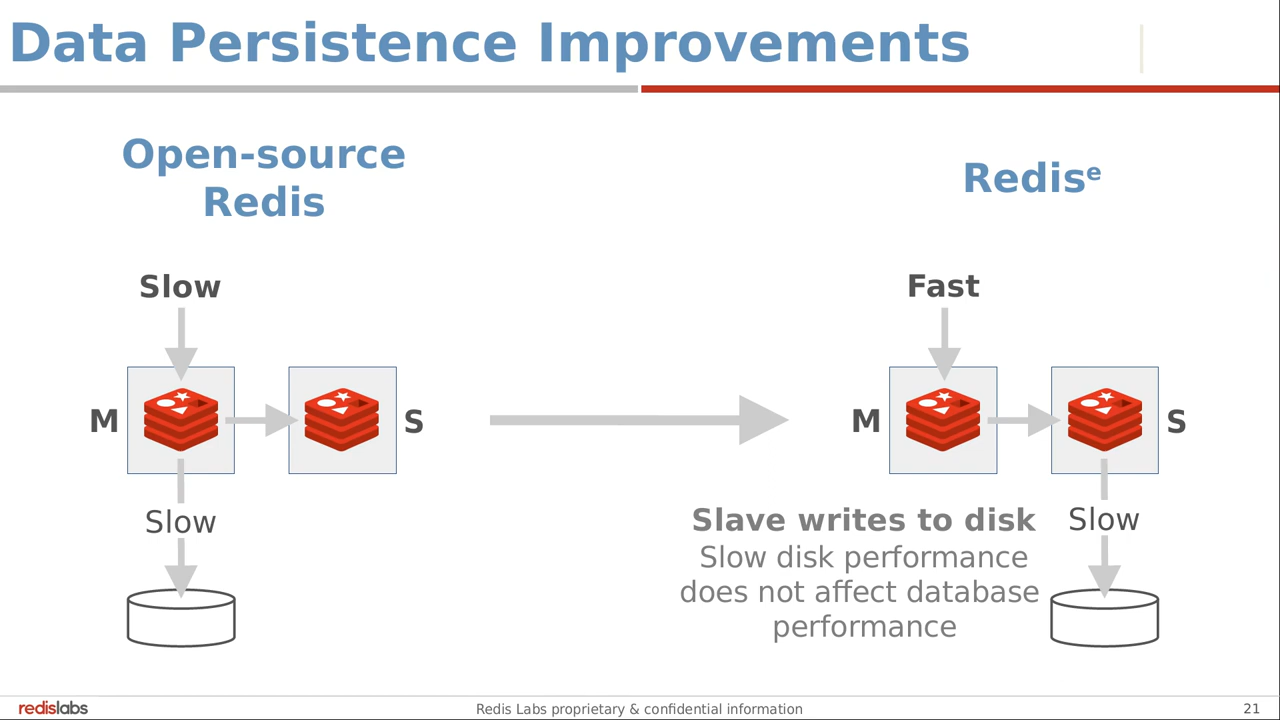 Data Persistence Improvements
Open-source
Redis
Slow
M
S
Slow
Redisᵉ
Fast
M
S
Slave writes to disk
Slow disk performance
does not affect database
performance
Slow
redislabs
Redis Labs proprietary & confidential information
21